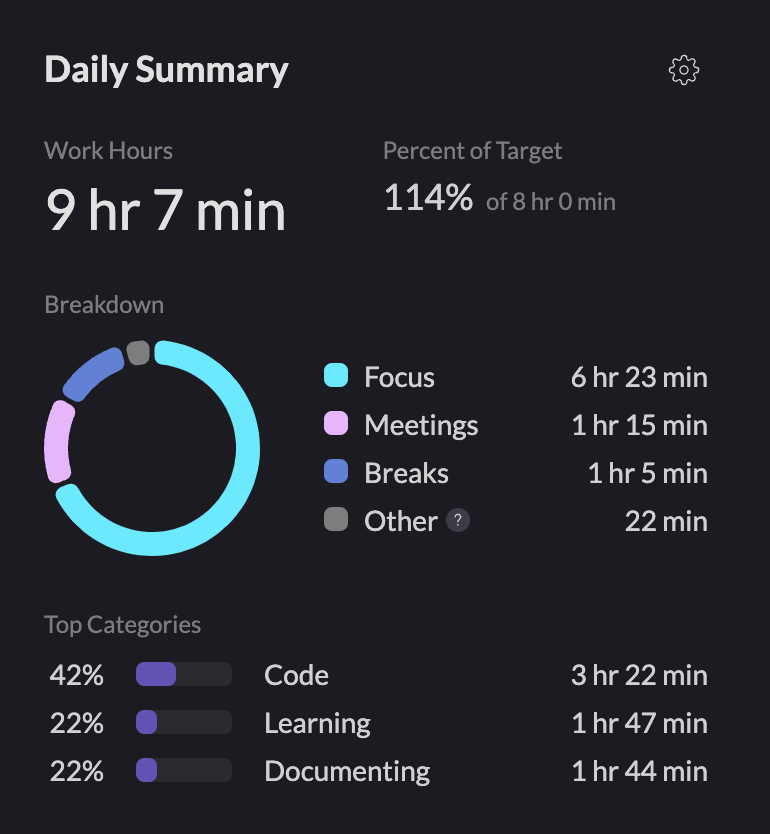 Daily Summary
Work Hours
9 hr 7 min
Percent of Target
114% of 8 hr 0 min
Breakdown
Focus 6 hr 23 min
Meetings 1 hr 15 min
Breaks 1 hr 5 min
Other ? 22 min
Top Categories
42% Code 3 hr 22 min
22% Learning 1 hr 47 min
22% Documenting 1 hr 44 min